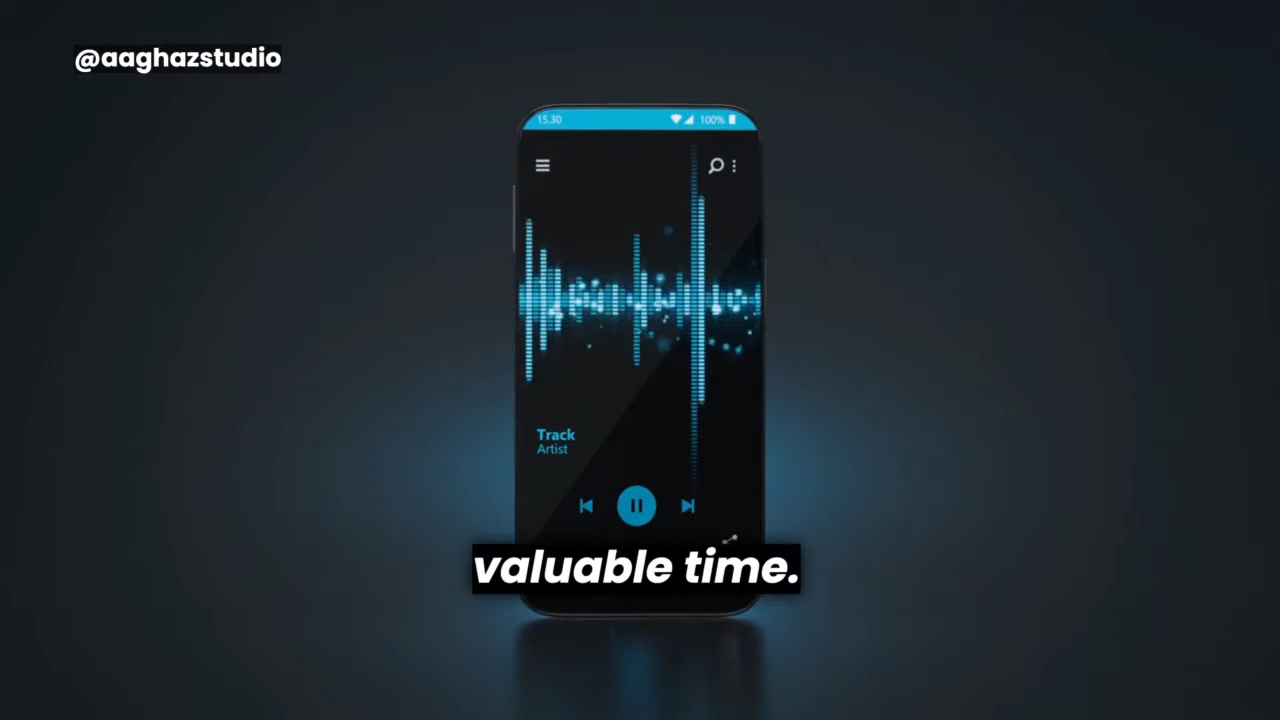 @aaghazstudio
15.30
100%
Track
Artist
valuable time.